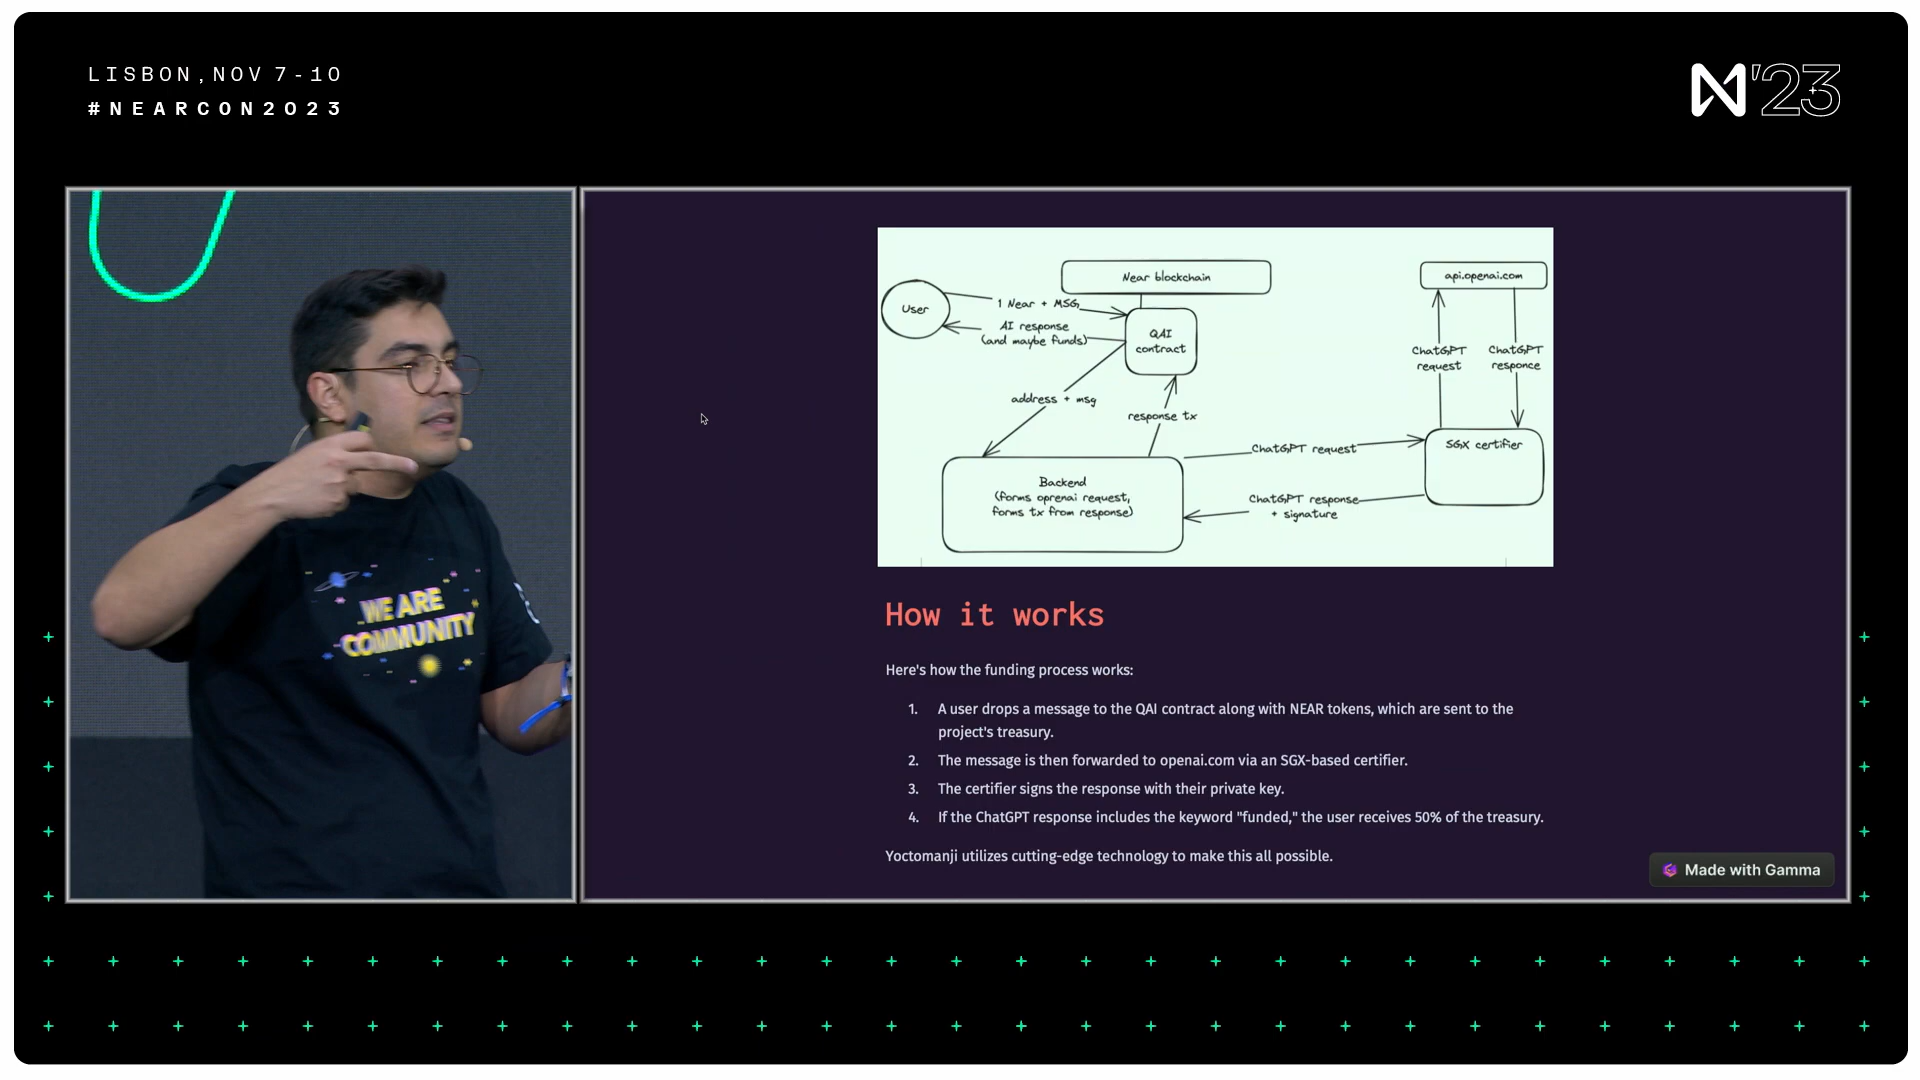 LISBON, NOV 7-10
#NEARCON2023
N'23
WE ARE
COMMUNITY
Near blockchain
api.openai.com
User
1 Near + MSG
AI response
(and maybe funds)
QAI
contract
ChatGPT
request
ChatGPT
responce
address + msg
response tx
ChatGPT request
SGX certifier
Backend
(forms oprenai request,
forms tx from response)
ChatGPT response
+ signature
How it works
Here's how the funding process works:
1. A user drops a message to the QAI contract along with NEAR tokens, which are sent to the
project's treasury.
2. The message is then forwarded to openai.com via an SGX-based certifier.
3. The certifier signs the response with their private key.
4. If the ChatGPT response includes the keyword "funded," the user receives 50% of the treasury.
Yoctomanji utilizes cutting-edge technology to make this all possible.
Made with Gamma